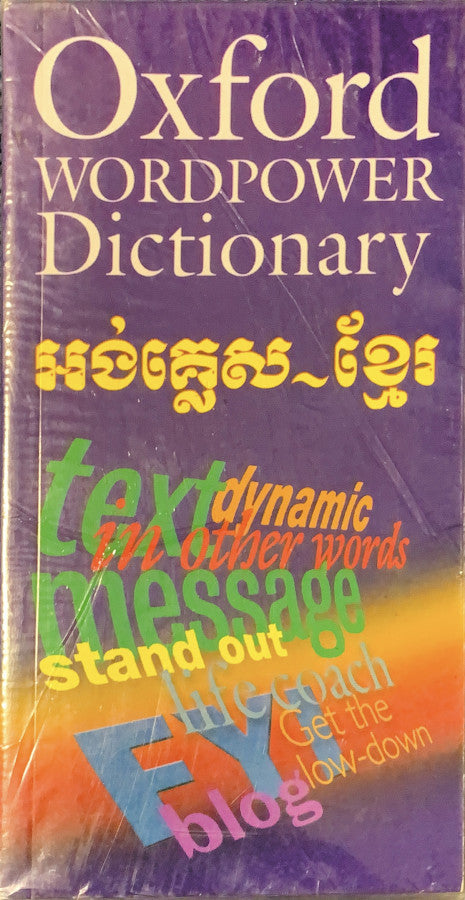 Oxford
WORDPOWER
Dictionary
អង់គ្លេស~ខ្មែរ
text
dynamic
in other words
message
stand out
life coach
FYI
Get the
low-down
blog